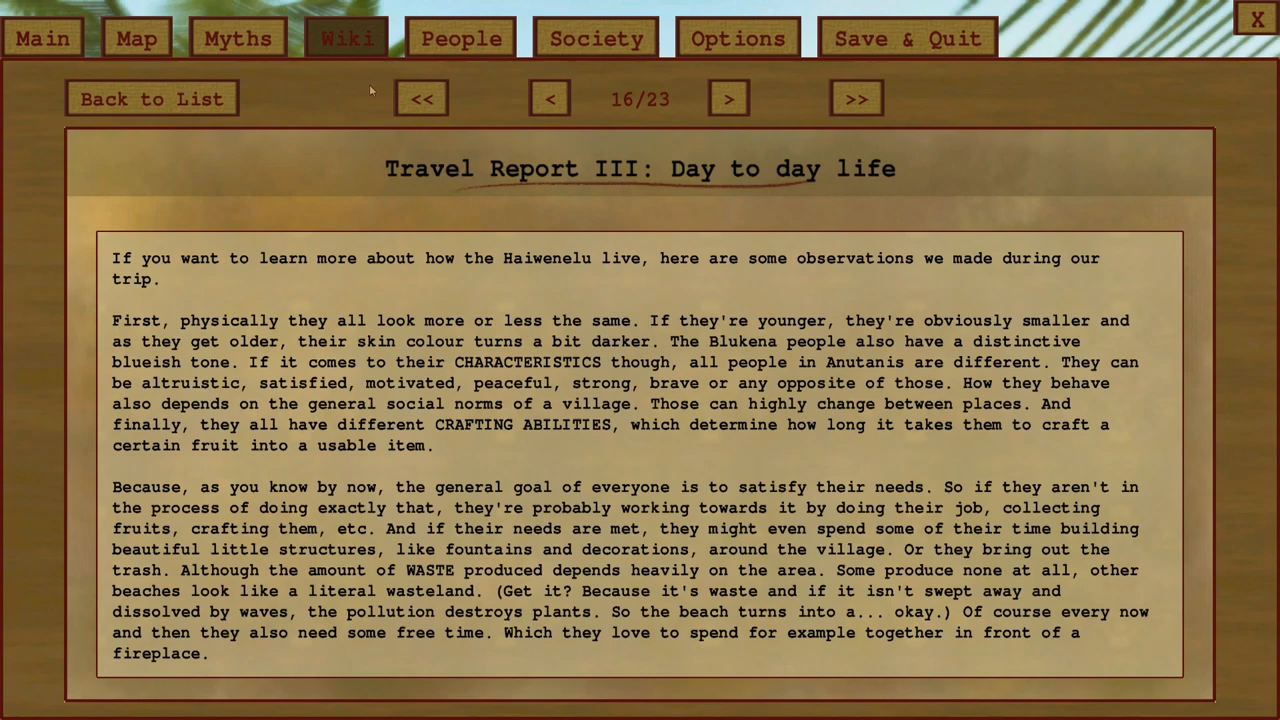 Main Map Myths Wiki People Society Options Save & Quit X
Back to List << < 16/23 > >>
Travel Report III: Day to day life
If you want to learn more about how the Haiwenelu live, here are some observations we made during our
trip.
First, physically they all look more or less the same. If they're younger, they're obviously smaller and
as they get older, their skin colour turns a bit darker. The Blukena people also have a distinctive
blueish tone. If it comes to their CHARACTERISTICS though, all people in Anutanis are different. They can
be altruistic, satisfied, motivated, peaceful, strong, brave or any opposite of those. How they behave
also depends on the general social norms of a village. Those can highly change between places. And
finally, they all have different CRAFTING ABILITIES, which determine how long it takes them to craft a
certain fruit into a usable item.
Because, as you know by now, the general goal of everyone is to satisfy their needs. So if they aren't in
the process of doing exactly that, they're probably working towards it by doing their job, collecting
fruits, crafting them, etc. And if their needs are met, they might even spend some of their time building
beautiful little structures, like fountains and decorations, around the village. Or they bring out the
trash. Although the amount of WASTE produced depends heavily on the area. Some produce none at all, other
beaches look like a literal wasteland. (Get it? Because it's waste and if it isn't swept away and
dissolved by waves, the pollution destroys plants. So the beach turns into a... okay.) Of course every now
and then they also need some free time. Which they love to spend for example together in front of a
fireplace.